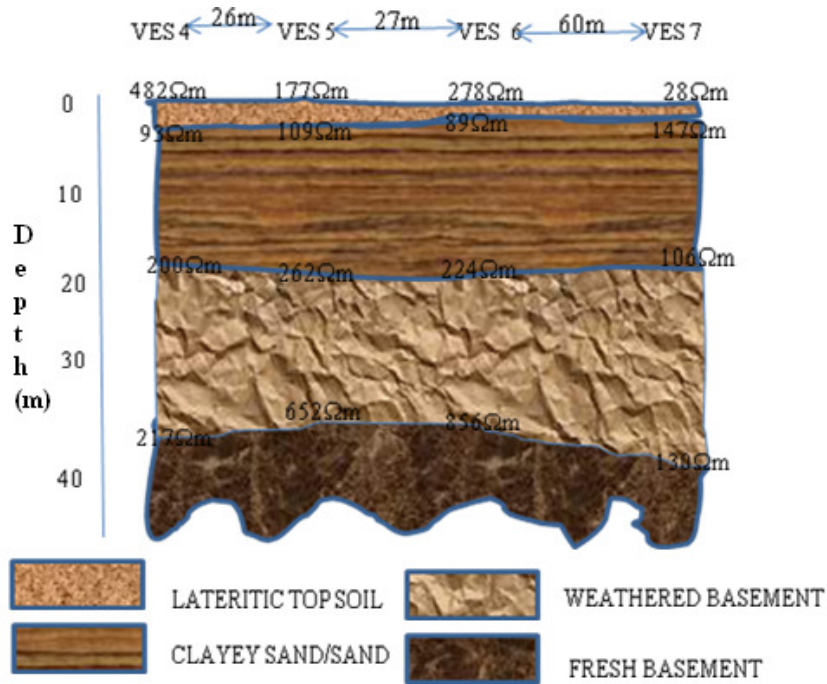 26m 27m 60m
VES 4 VES 5 VES 6 VES 7
482Ωm 177Ωm 278Ωm 28Ωm
0
93Ωm 109Ωm 89Ωm 147Ωm
10
Depth (m)
200Ωm 262Ωm 224Ωm 106Ωm
20
30
217Ωm 652Ωm 856Ωm 138Ωm
40
LATERITIC TOP SOIL
WEATHERED BASEMENT
CLAYEY SAND/SAND
FRESH BASEMENT